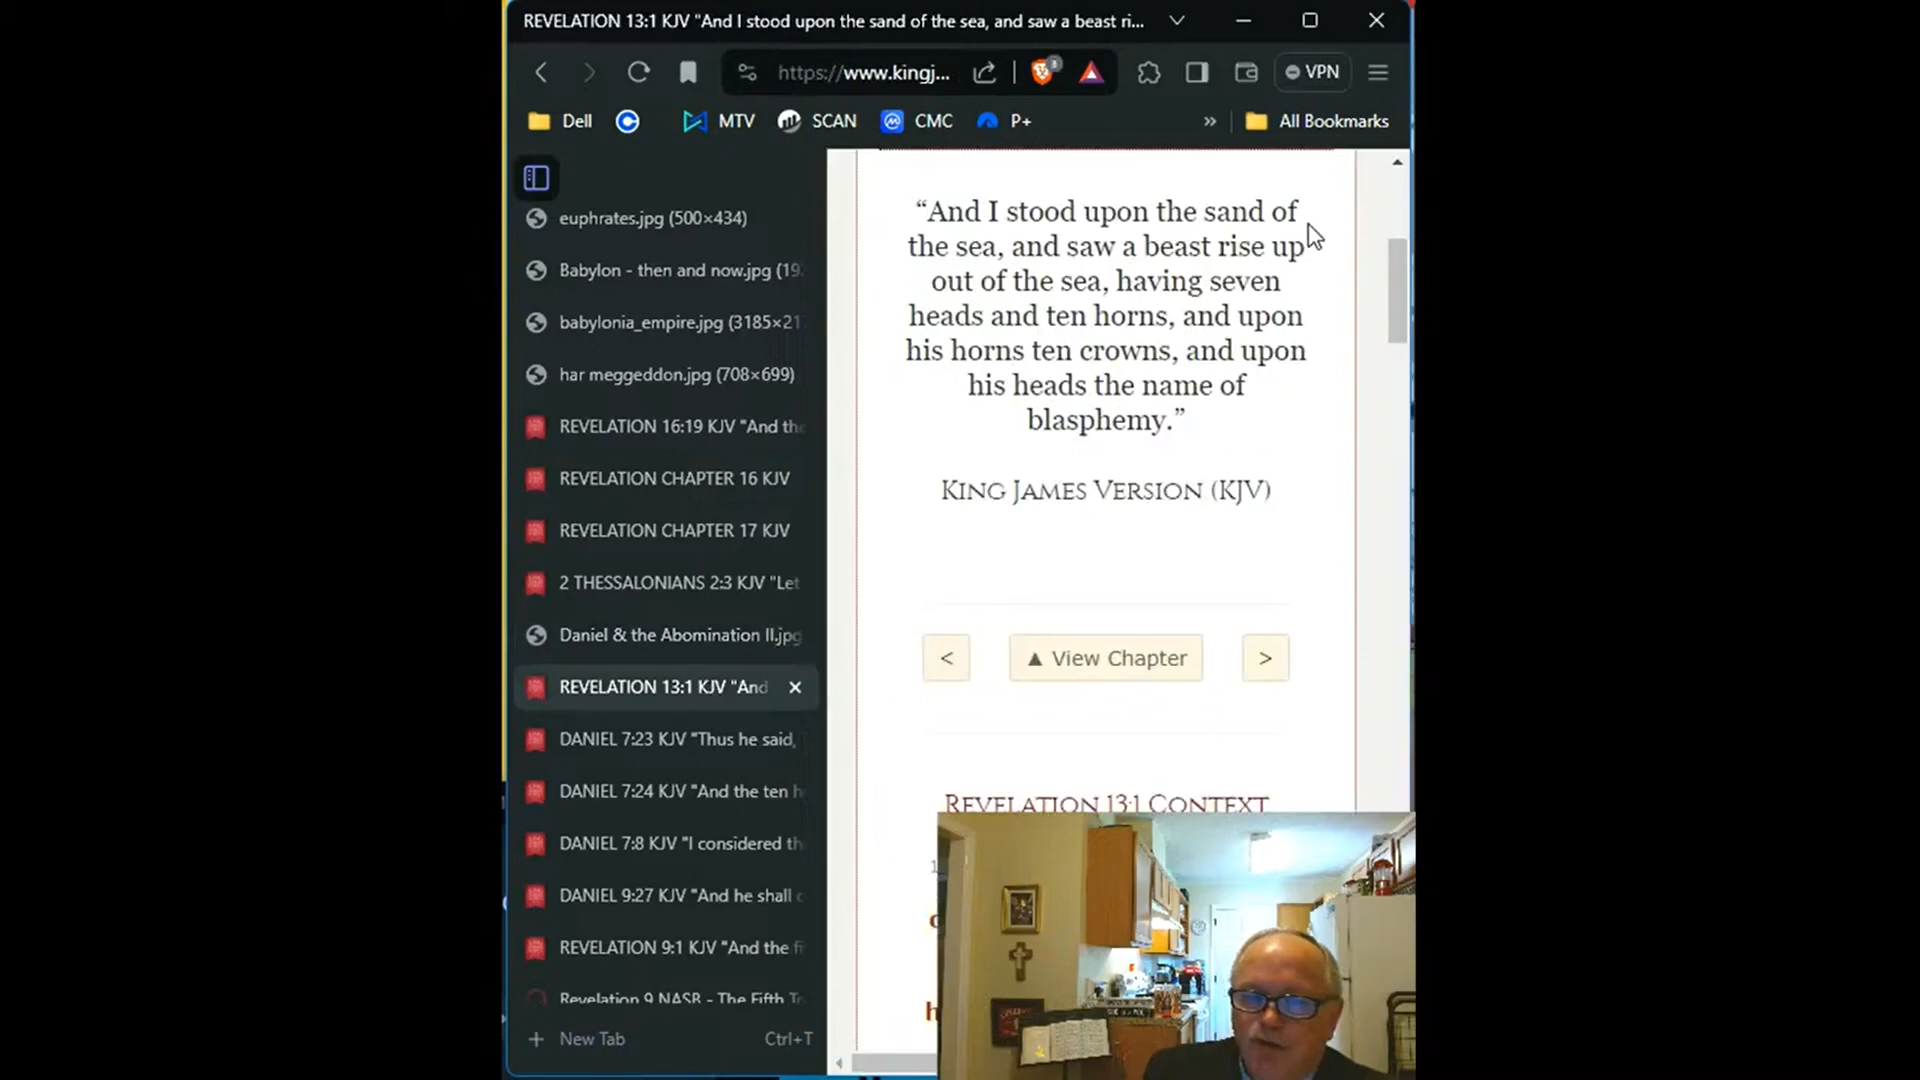 REVELATION 13:1 KJV "And I stood upon the sand of the sea, and saw a beast ri...
https://www.kingj...
3
VPN
Dell
MTV
SCAN
CMC
P+
»
All Bookmarks
euphrates.jpg (500×434)
Babylon - then and now.jpg (19
babylonia_empire.jpg (3185×21
har meggeddon.jpg (708×699)
REVELATION 16:19 KJV "And the
REVELATION CHAPTER 16 KJV
REVELATION CHAPTER 17 KJV
2 THESSALONIANS 2:3 KJV "Let
Daniel & the Abomination II.jpg
REVELATION 13:1 KJV "And
DANIEL 7:23 KJV "Thus he said,
DANIEL 7:24 KJV "And the ten h
DANIEL 7:8 KJV "I considered th
DANIEL 9:27 KJV "And he shall c
REVELATION 9:1 KJV "And the fi
Revelation 9 NASB - The Fifth Tr
+ New Tab Ctrl+T
“And I stood upon the sand of
the sea, and saw a beast rise up
out of the sea, having seven
heads and ten horns, and upon
his horns ten crowns, and upon
his heads the name of
blasphemy.”
King James Version (KJV)
<
▲ View Chapter
>
Revelation 13:1 Context